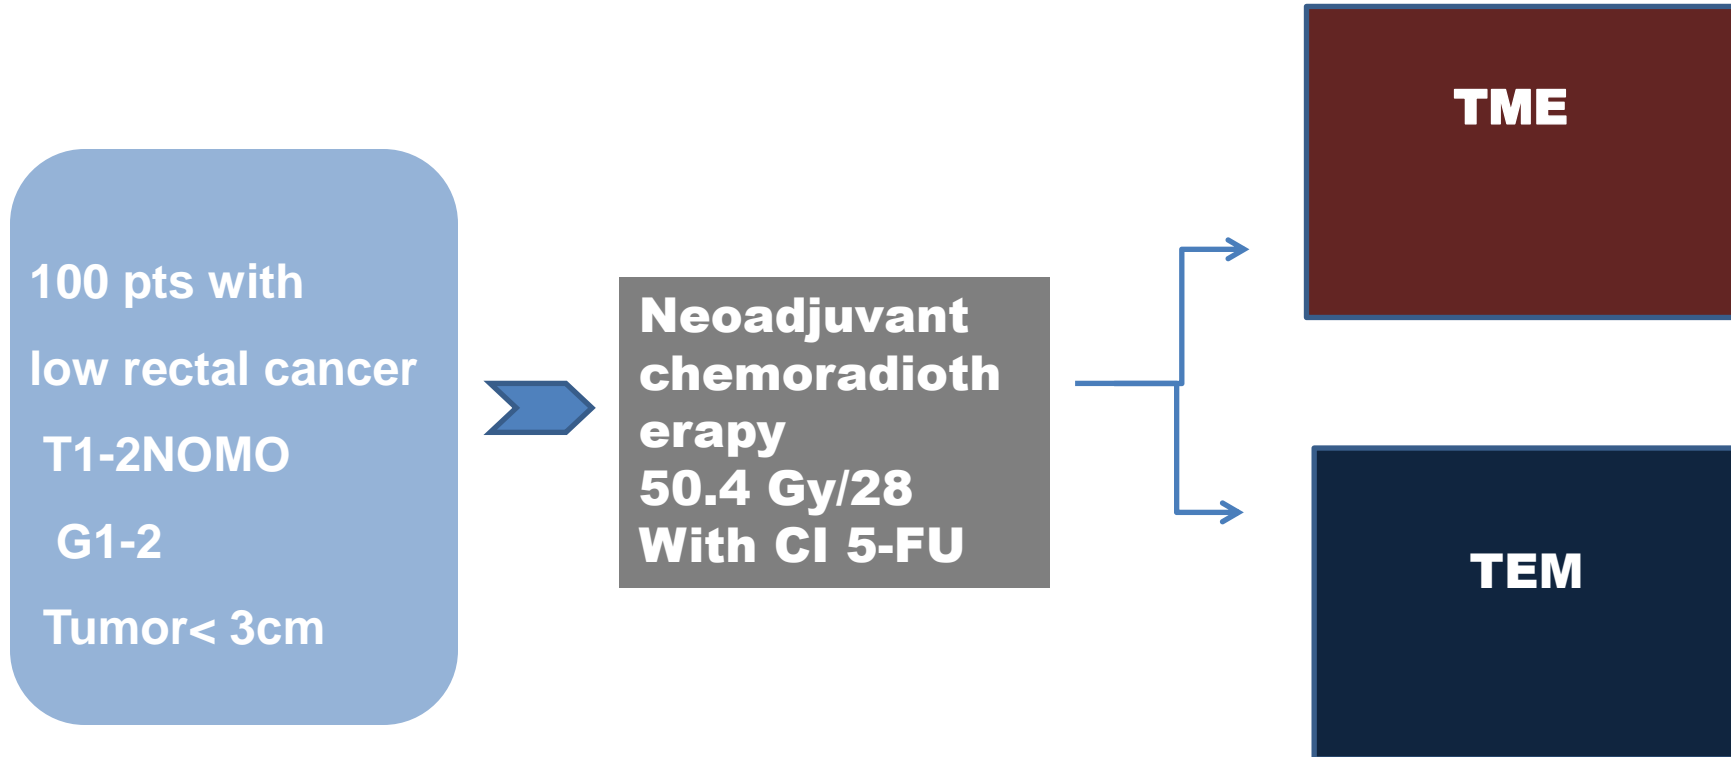 100 pts with
low rectal cancer
T1-2NOMO
G1-2
Tumor< 3cm
Neoadjuvant
chemoradioth
erapy
50.4 Gy/28
With CI 5-FU
TME
TEM